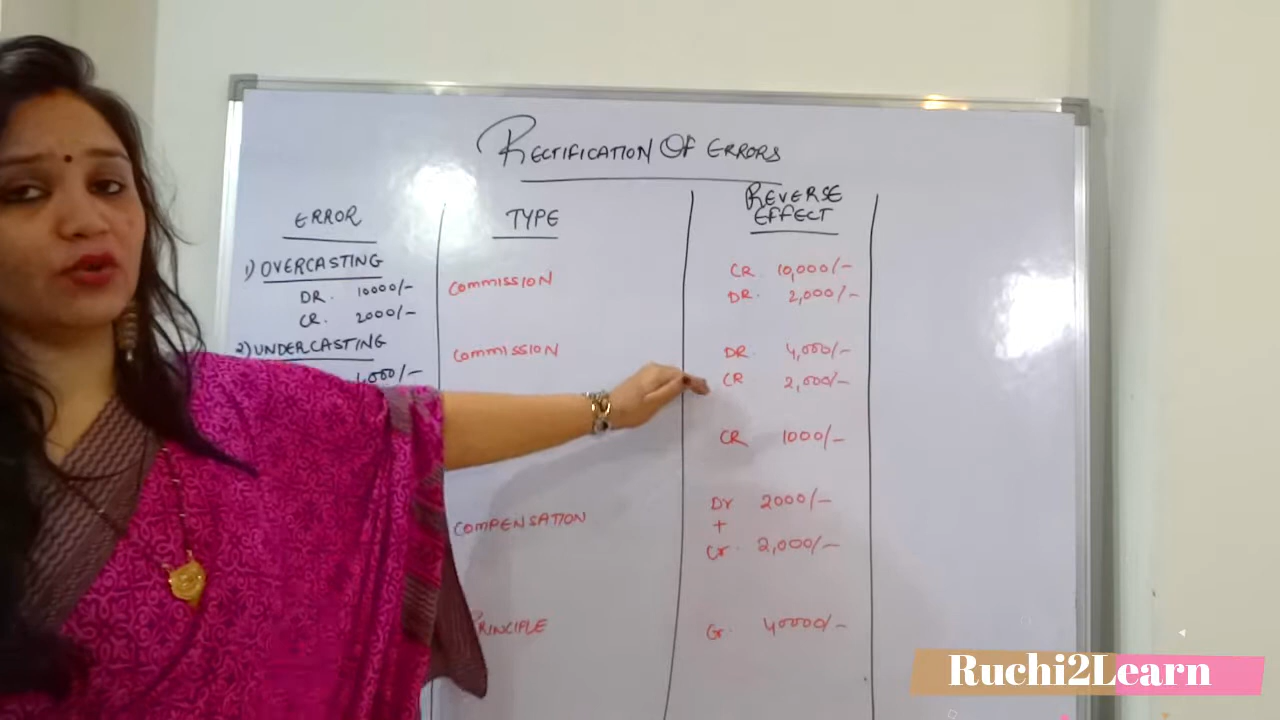 RECTIFICATION OF ERRORS
ERROR
TYPE
REVERSE
EFFECT
1) OVERCASTING
DR. 10000/-
CR. 2000/-
COMMISSION
CR. 10,000/-
DR. 2,000/-
2) UNDERCASTING
COMMISSION
DR. 4,000/-
CR 2,000/-
CR 1000/-
COMPENSATION
Dr 2000/-
+
Cr. 2,000/-
PRINCIPLE
Cr. 40000/-
Ruchi2Learn